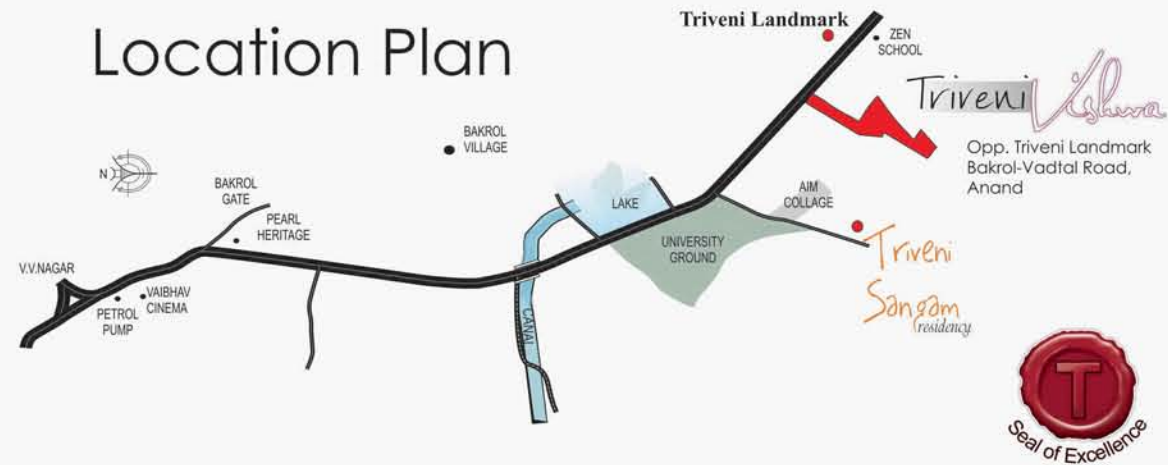 Location Plan
Triveni Landmark
ZEN
SCHOOL
Triveni Vishwa
Opp. Triveni Landmark
Bakrol-Vadtal Road,
Anand
BAKROL
VILLAGE
N
BAKROL
GATE
PEARL
HERITAGE
LAKE
AIM
COLLAGE
UNIVERSITY
GROUND
Triveni
Sangam
residency
V.V.NAGAR
PETROL
PUMP
VAIBHAV
CINEMA
CANAL
T
Seal of Excellence